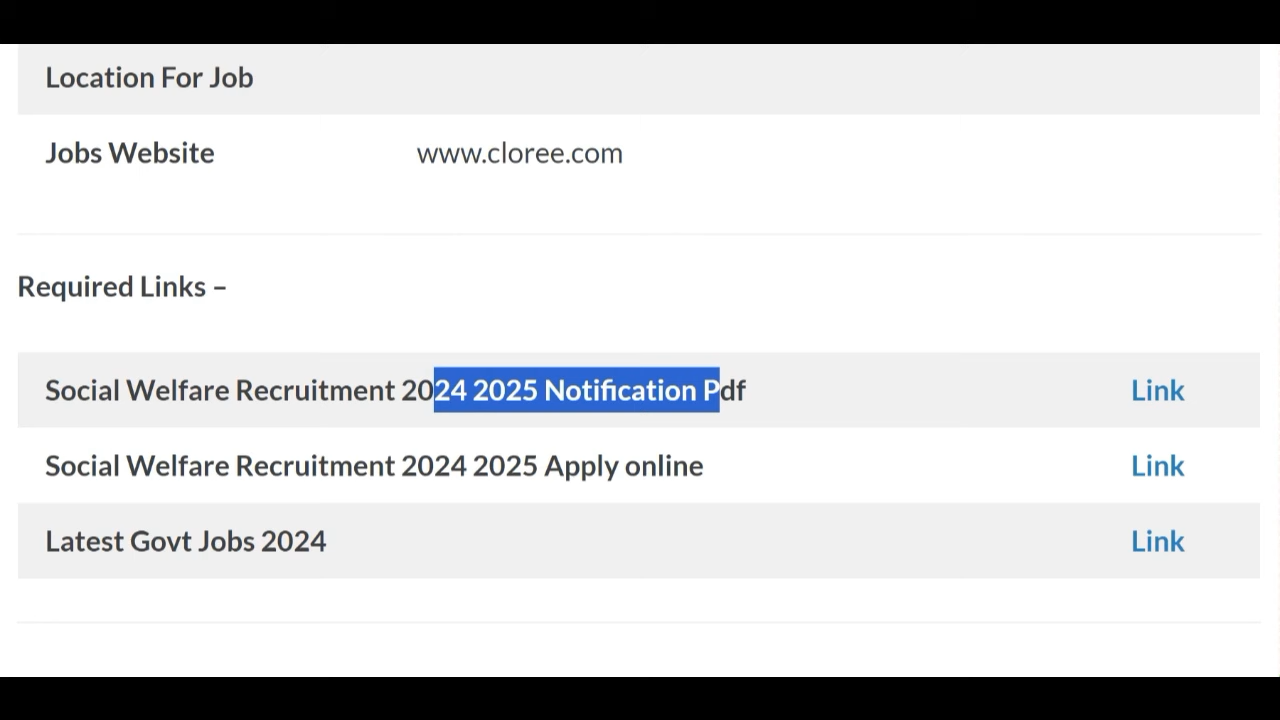 Location For Job
Jobs Website www.cloree.com
Required Links –
Social Welfare Recruitment 2024 2025 Notification Pdf Link
Social Welfare Recruitment 2024 2025 Apply online Link
Latest Govt Jobs 2024 Link